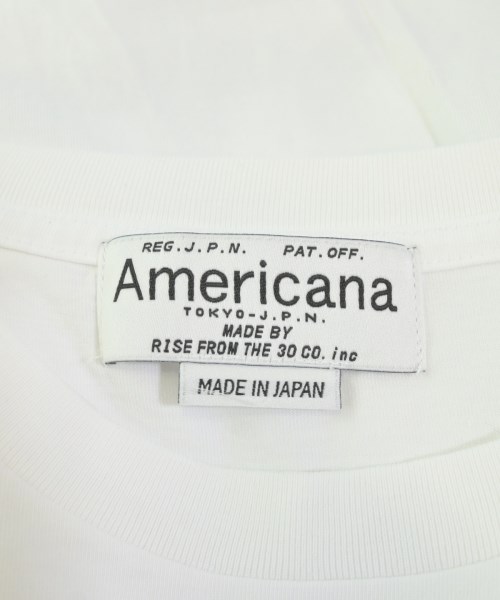 REG.J.P.N. PAT.OFF.
Americana
TOKYO-J.P.N.
MADE BY
RISE FROM THE 30 CO. inc
MADE IN JAPAN